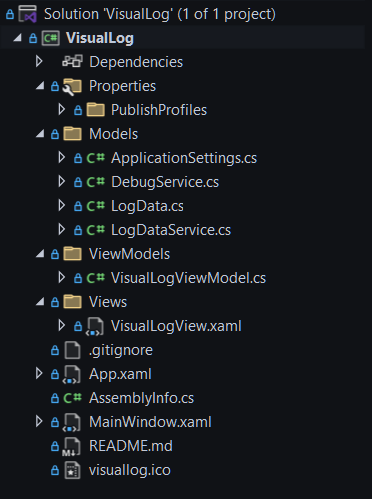 Solution 'VisualLog' (1 of 1 project)
C# VisualLog
Dependencies
Properties
PublishProfiles
Models
C# ApplicationSettings.cs
C# DebugService.cs
C# LogData.cs
C# LogDataService.cs
ViewModels
C# VisualLogViewModel.cs
Views
VisualLogView.xaml
.gitignore
App.xaml
C# AssemblyInfo.cs
MainWindow.xaml
README.md
visuallog.ico